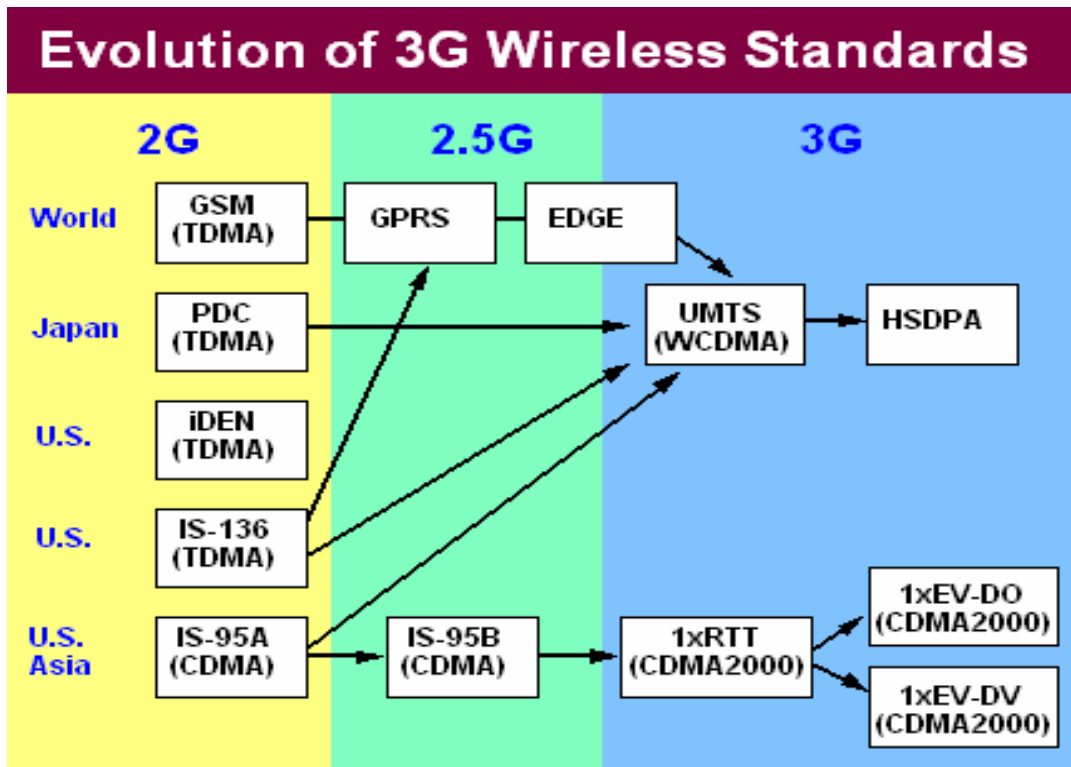 Evolution of 3G Wireless Standards
2G
2.5G
3G
World
GSM
(TDMA)
GPRS
EDGE
Japan
PDC
(TDMA)
UMTS
(WCDMA)
HSDPA
U.S.
iDEN
(TDMA)
U.S.
IS-136
(TDMA)
U.S.
Asia
IS-95A
(CDMA)
IS-95B
(CDMA)
1xRTT
(CDMA2000)
1xEV-DO
(CDMA2000)
1xEV-DV
(CDMA2000)